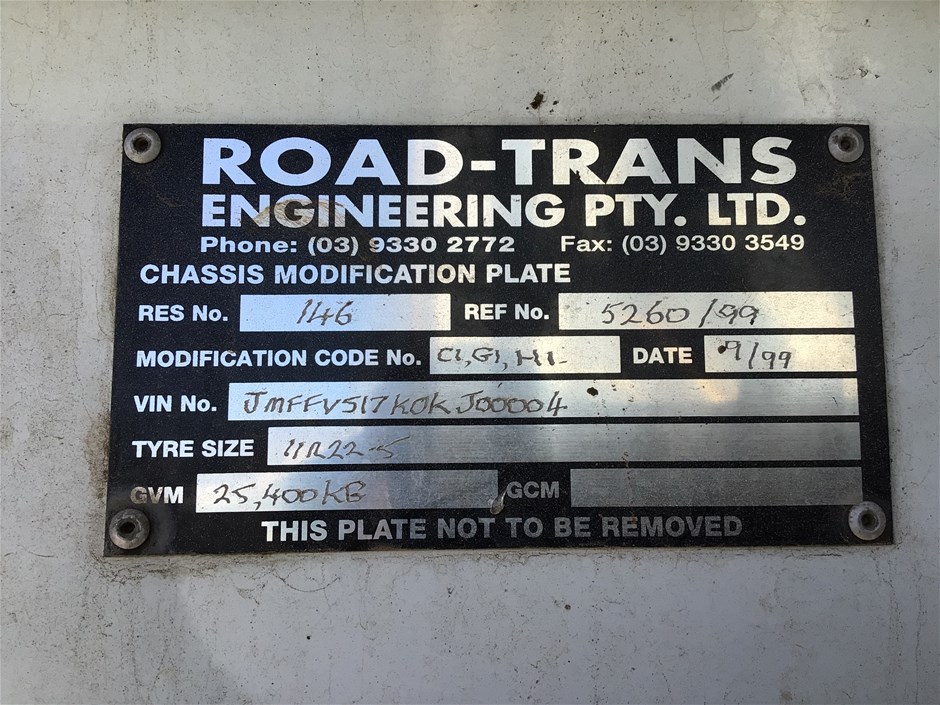 ROAD-TRANS
ENGINEERING PTY. LTD.
Phone: (03) 9330 2772 Fax: (03) 9330 3549
CHASSIS MODIFICATION PLATE
RES No. 146 REF No. 5260/99
MODIFICATION CODE No. C1, G1, H1 DATE 9/99
VIN No. JMFFV517K0KJ00004
TYRE SIZE 11R22-5
GVM 25,400KG GCM
THIS PLATE NOT TO BE REMOVED